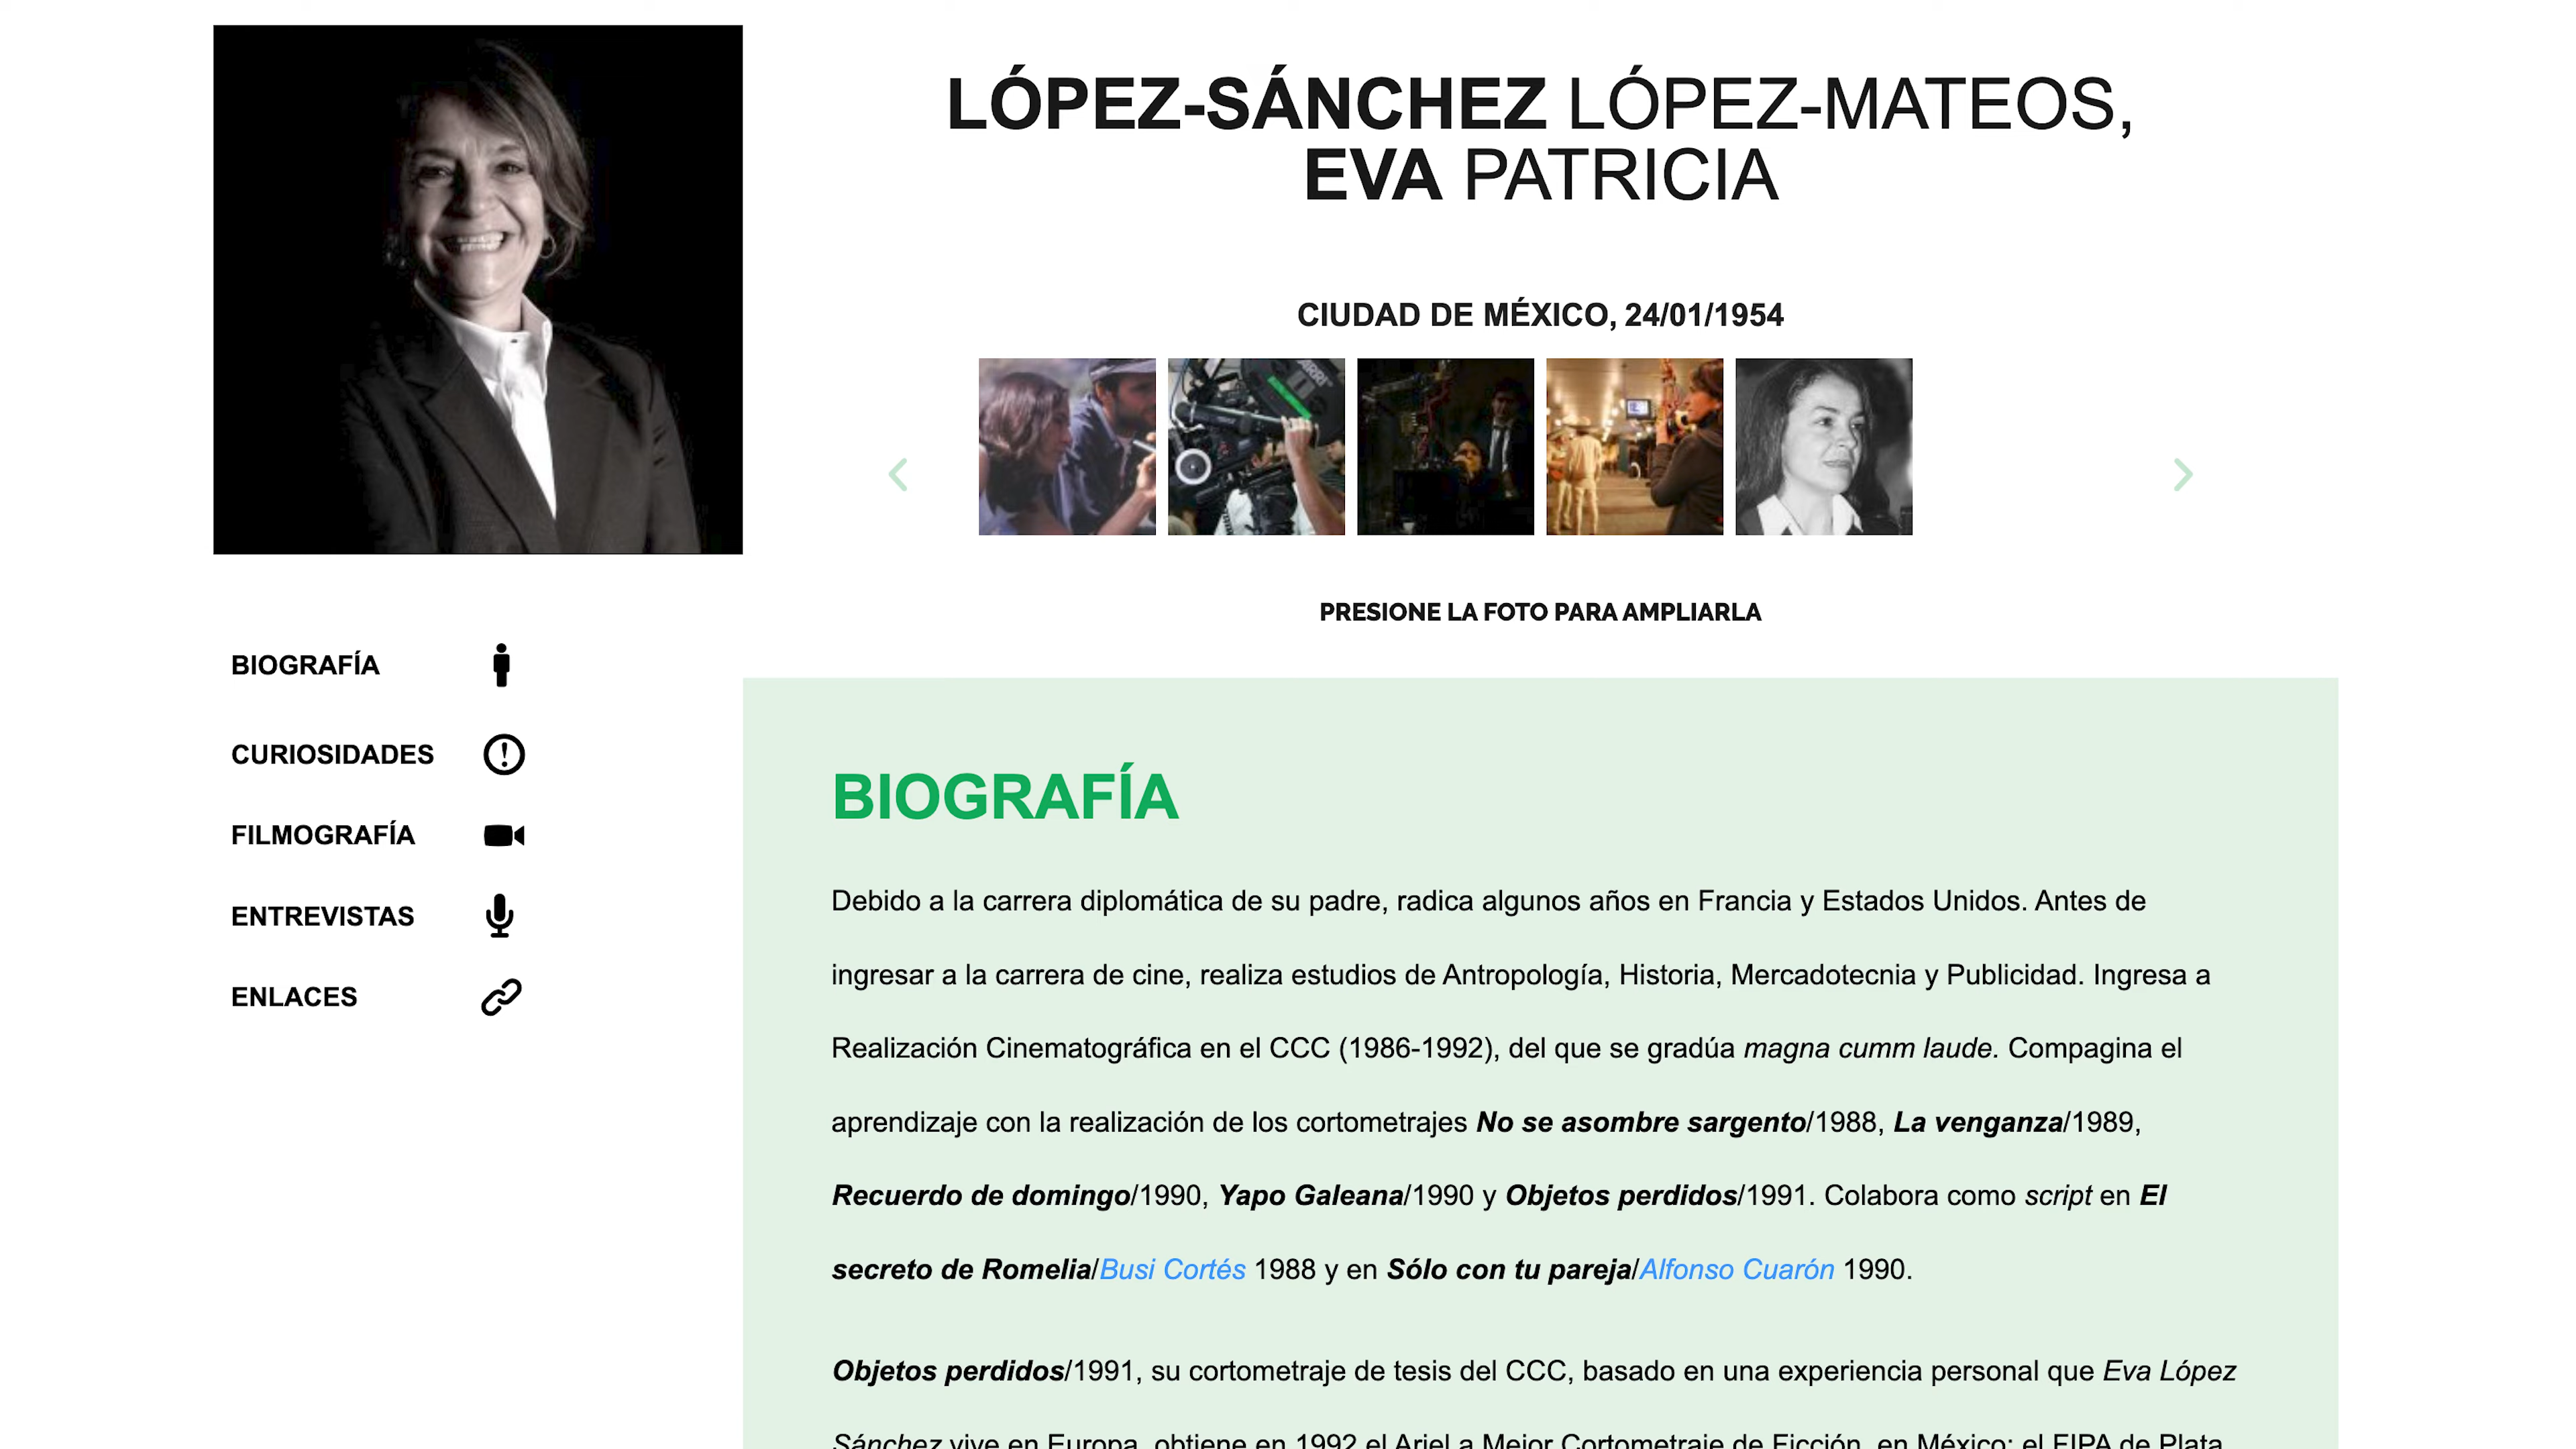 LÓPEZ-SÁNCHEZ LÓPEZ-MATEOS,
EVA PATRICIA
CIUDAD DE MÉXICO, 24/01/1954
ARRI
PRESIONE LA FOTO PARA AMPLIARLA
BIOGRAFÍA
CURIOSIDADES
FILMOGRAFÍA
ENTREVISTAS
ENLACES
BIOGRAFÍA
Debido a la carrera diplomática de su padre, radica algunos años en Francia y Estados Unidos. Antes de
ingresar a la carrera de cine, realiza estudios de Antropología, Historia, Mercadotecnia y Publicidad. Ingresa a
Realización Cinematográfica en el CCC (1986-1992), del que se gradúa magna cumm laude. Compagina el
aprendizaje con la realización de los cortometrajes No se asombre sargento/1988, La venganza/1989,
Recuerdo de domingo/1990, Yapo Galeana/1990 y Objetos perdidos/1991. Colabora como script en El
secreto de Romelia/Busi Cortés 1988 y en Sólo con tu pareja/Alfonso Cuarón 1990.
Objetos perdidos/1991, su cortometraje de tesis del CCC, basado en una experiencia personal que Eva López
Sánchez vive en Europa, obtiene en 1992 el Ariel a Mejor Cortometraje de Ficción, en México; el FIPA de Plata